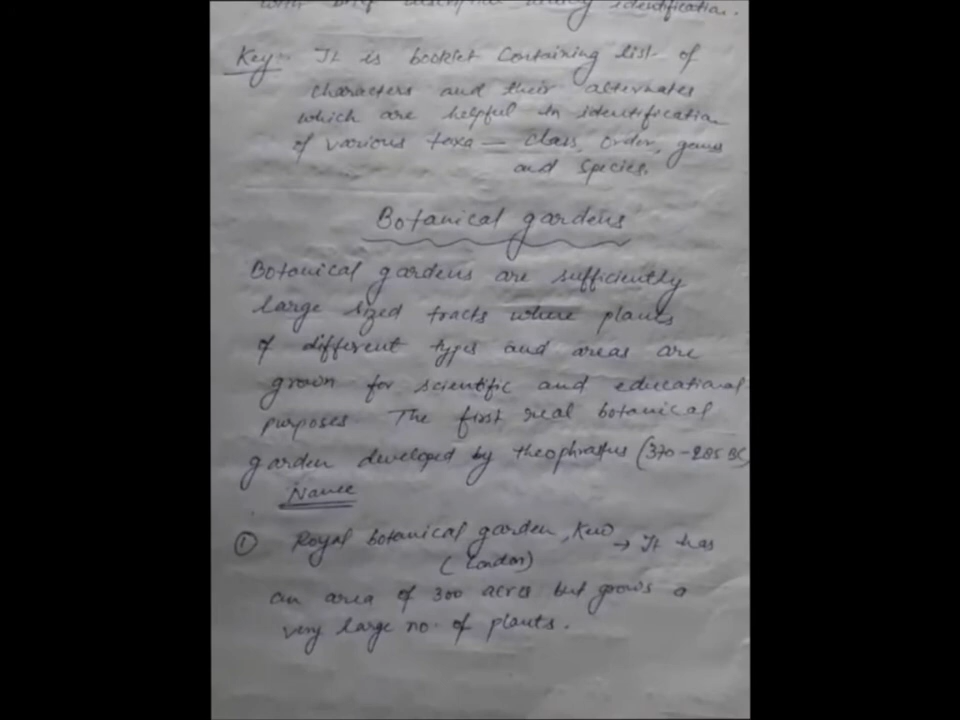 with brief identification.
Key:- It is booklet Containing list of
characters and their alternates
which are helpful in identification
of various taxa — class, order, genus
and species.
Botanical gardens
Botanical gardens are sufficiently
large sized tracts where plants
of different types and areas are
grown for scientific and educational
purposes. The first real botanical
garden developed by theophrastus (370-285 BC)
Name
① Royal botanical garden, Kew → It has
(London)
an area of 300 acres but grows a
very large no. of plants.